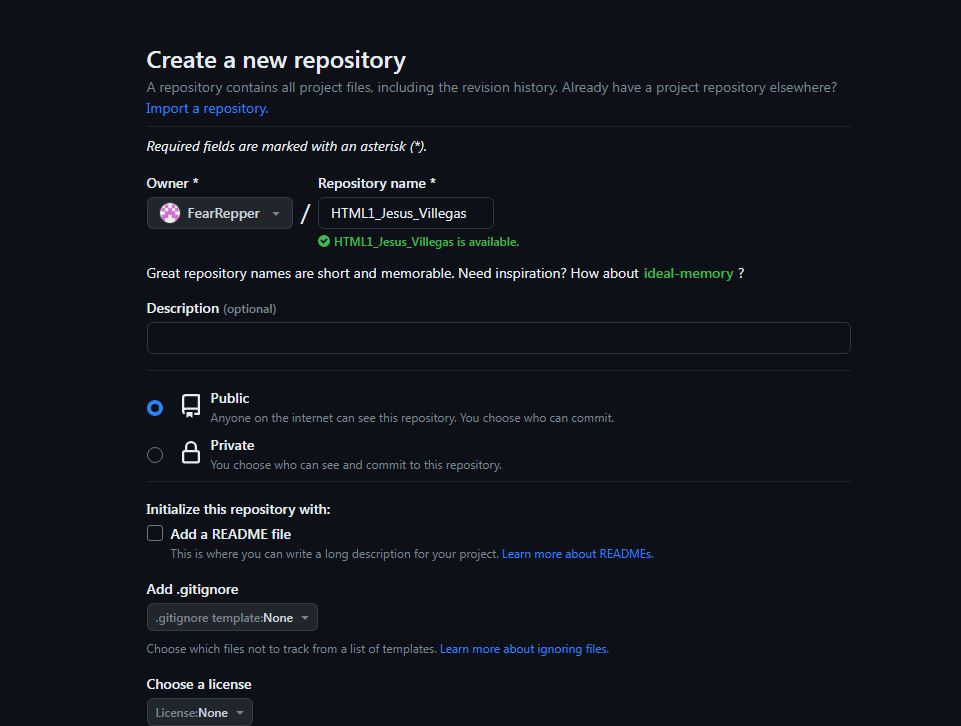 Create a new repository
A repository contains all project files, including the revision history. Already have a project repository elsewhere?
Import a repository.
Required fields are marked with an asterisk (*).
Owner * Repository name *
FearRepper / HTML1_Jesus_Villegas
HTML1_Jesus_Villegas is available.
Great repository names are short and memorable. Need inspiration? How about ideal-memory ?
Description (optional)
Public
Anyone on the internet can see this repository. You choose who can commit.
Private
You choose who can see and commit to this repository.
Initialize this repository with:
Add a README file
This is where you can write a long description for your project. Learn more about READMEs.
Add .gitignore
.gitignore template:None
Choose which files not to track from a list of templates. Learn more about ignoring files.
Choose a license
License:None